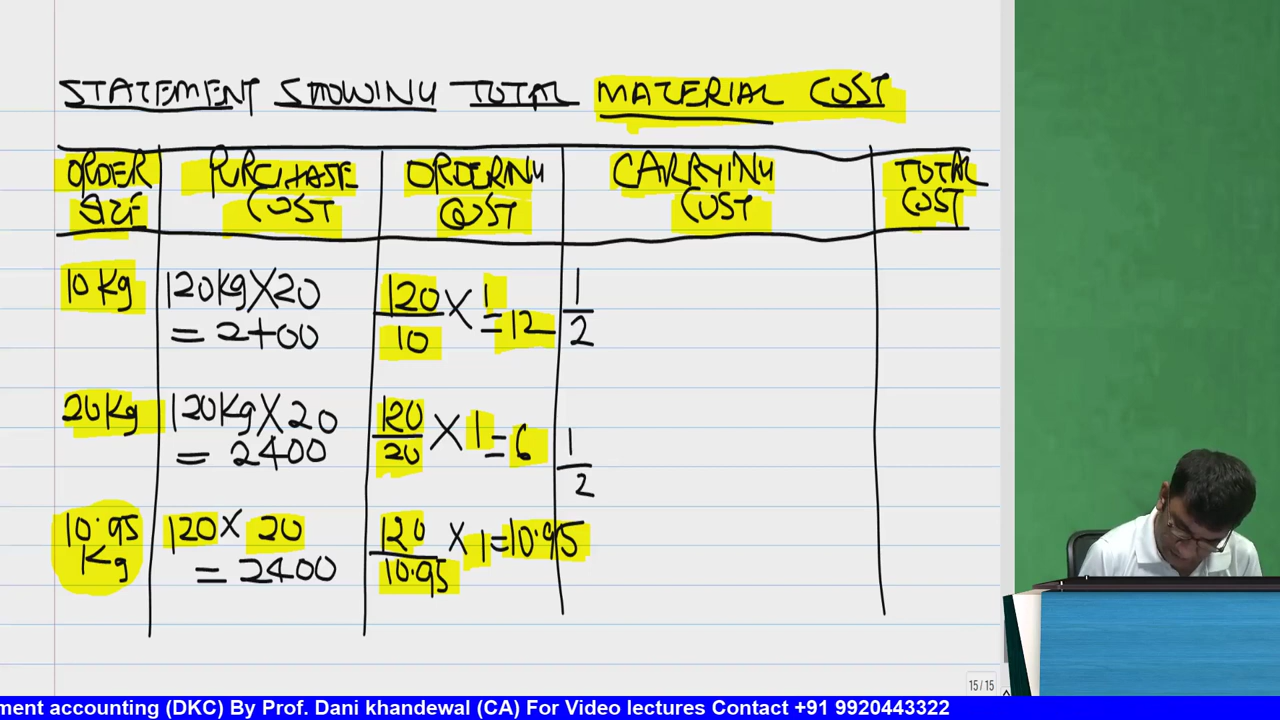 STATEMENT SHOWING TOTAL MATERIAL COST
ORDER SIZE PURCHASE COST ORDERING COST CARRYING COST TOTAL COST
10 Kg 120Kg X 20 = 2400 120/10 X 1 = 12 1/2
20 Kg 120Kg X 20 = 2400 120/20 X 1 = 6 1/2
10.95 Kg 120 X 20 = 2400 120/10.95 X 1 = 10.95
15/15
ment accounting (DKC) By Prof. Dani khandewal (CA) For Video lectures Contact +91 9920443322